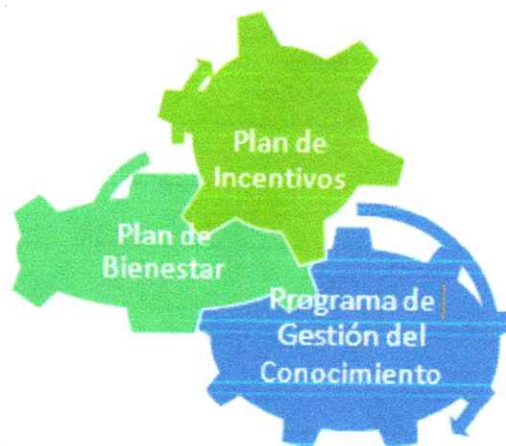 Plan de
Incentivos
Plan de
Bienestar
Programa de
Gestión del
Conocimiento